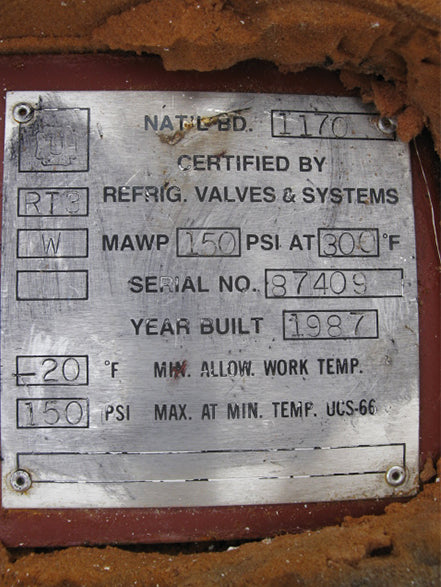 NAT'L BD. 1170
U
CERTIFIED BY
RT3 REFRIG. VALVES & SYSTEMS
W MAWP 150 PSI AT 300 °F
SERIAL NO. 87409
YEAR BUILT 1987
-20 °F MIN. ALLOW. WORK TEMP.
150 PSI MAX. AT MIN. TEMP. UCS-66